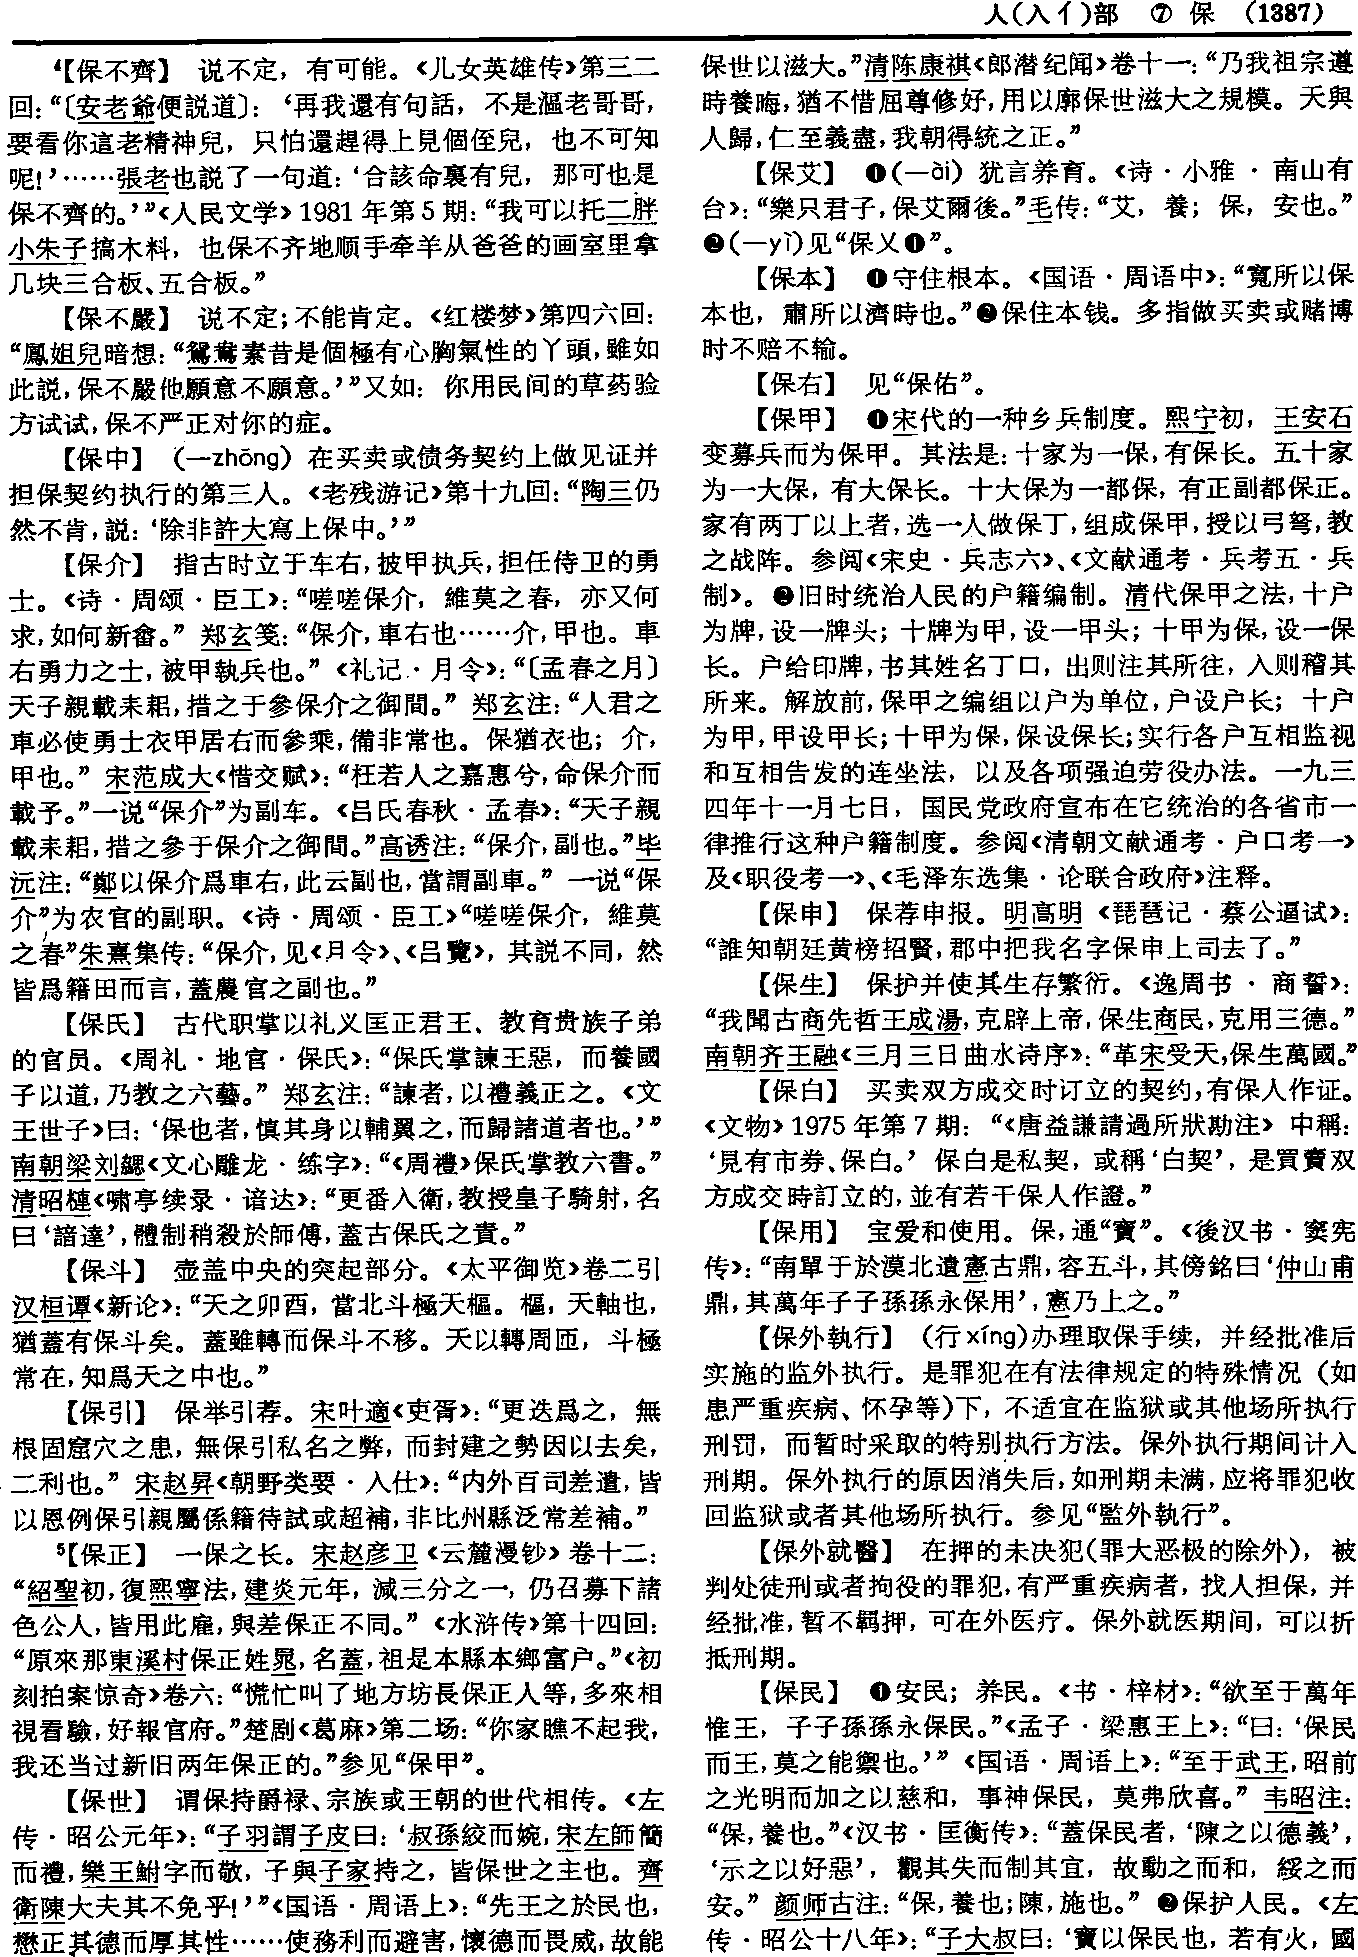 人(入亻)部　⑦　保　(1387)
⁴【保不齊】　说不定，有可能。《儿女英雄传》第三二
回：“〔安老爺便説道〕：‘再我還有句話，不是溫老哥哥，
要看你這老精神兒，只怕還趕得上見個侄兒，也不可知
呢！’……張老也説了一句道：‘合該命裏有兒，那可也是
保不齊的。’”《人民文学》1981年第5期：“我可以托二胖
小朱子搞木料，也保不齐地顺手牵羊从爸爸的画室里拿
几块三合板、五合板。”
【保不嚴】　说不定；不能肯定。《红楼梦》第四六回：
“鳳姐兒暗想：“鴛鴦素昔是個極有心胸氣性的丫頭，雖如
此説，保不嚴他願意不願意。’”又如：你用民间的草药验
方试试，保不严正对你的症。
【保中】　(—zhōng) 在买卖或债务契约上做见证并
担保契约执行的第三人。《老残游记》第十九回：“陶三仍
然不肯，説：‘除非許大寫上保中。’”
【保介】　指古时立于车右，披甲执兵，担任侍卫的勇
士。《诗·周颂·臣工》：“嗟嗟保介，維莫之春，亦又何
求，如何新畬。”郑玄笺：“保介，車右也……介，甲也。車
右勇力之士，被甲執兵也。”《礼记·月令》：“〔孟春之月〕
天子親載耒耜，措之于參保介之御間。”郑玄注：“人君之
車必使勇士衣甲居右而參乘，備非常也。保猶衣也；介，
甲也。”宋范成大《惜交赋》：“枉若人之嘉惠兮，命保介而
載予。”一说“保介”为副车。《吕氏春秋·孟春》：“天子親
載耒耜，措之參于保介之御間。”高诱注：“保介，副也。”毕
沅注：“鄭以保介爲車右，此云副也，當謂副車。”一说“保
介”为农官的副职。《诗·周颂·臣工》“嗟嗟保介，維莫
之春”朱熹集传：“保介，见《月令》、《吕覽》，其説不同，然
皆爲籍田而言，蓋農官之副也。”
【保氏】　古代职掌以礼义匡正君王、教育贵族子弟
的官员。《周礼·地官·保氏》：“保氏掌諫王惡，而養國
子以道，乃教之六藝。”郑玄注：“諫者，以禮義正之。《文
王世子》曰：‘保也者，慎其身以輔翼之，而歸諸道者也。’”
南朝梁刘勰《文心雕龙·练字》：“《周禮》保氏掌教六書。”
清昭梿《啸亭续录·谙达》：“更番入衛，教授皇子騎射，名
曰‘諳達’，體制稍殺於師傅，蓋古保氏之責。”
【保斗】　壶盖中央的突起部分。《太平御览》卷二引
汉桓谭《新论》：“天之卯酉，當北斗極天樞。樞，天軸也，
猶蓋有保斗矣。蓋雖轉而保斗不移。天以轉周匝，斗極
常在，知爲天之中也。”
【保引】　保举引荐。宋叶適《吏胥》：“更迭爲之，無
根固窟穴之患，無保引私名之弊，而封建之勢因以去矣，
二利也。”宋赵昇《朝野类要·入仕》：“内外百司差遣，皆
以恩例保引親屬係籍待試或超補，非比州縣泛常差補。”
⁵【保正】　一保之长。宋赵彦卫《云麓漫钞》卷十二：
“紹聖初，復熙寧法，建炎元年，減三分之一，仍召募下諸
色公人，皆用此雇，與差保正不同。”《水浒传》第十四回：
“原來那東溪村保正姓晁，名蓋，祖是本縣本鄉富户。”《初
刻拍案惊奇》卷六：“慌忙叫了地方坊長保正人等，多來相
視看驗，好報官府。”楚剧《葛麻》第二场：“你家瞧不起我，
我还当过新旧两年保正的。”参见“保甲”。
【保世】　谓保持爵禄、宗族或王朝的世代相传。《左
传·昭公元年》：“子羽謂子皮曰：‘叔孫絞而婉，宋左師簡
而禮，樂王鮒字而敬，子與子家持之，皆保世之主也。齊
衛陳大夫其不免乎！’”《国语·周语上》：“先王之於民也，
懋正其德而厚其性……使務利而避害，懷德而畏威，故能
保世以滋大。”清陈康祺《郎潜纪闻》卷十一：“乃我祖宗遵
時養晦，猶不惜屈尊修好，用以廓保世滋大之規模。天與
人歸，仁至義盡，我朝得統之正。”
【保艾】　❶(—ài) 犹言养育。《诗·小雅·南山有
台》：“樂只君子，保艾爾後。”毛传：“艾，養；保，安也。”
❷(—yì)见“保乂❶”。
【保本】　❶守住根本。《国语·周语中》：“寬所以保
本也，肅所以濟時也。”❷保住本钱。多指做买卖或赌博
时不赔不输。
【保右】　见“保佑”。
【保甲】　❶宋代的一种乡兵制度。熙宁初，王安石
变募兵而为保甲。其法是：十家为一保，有保长。五十家
为一大保，有大保长。十大保为一都保，有正副都保正。
家有两丁以上者，选一人做保丁，组成保甲，授以弓弩，教
之战阵。参阅《宋史·兵志六》、《文献通考·兵考五·兵
制》。❷旧时统治人民的户籍编制。清代保甲之法，十户
为牌，设一牌头；十牌为甲，设一甲头；十甲为保，设一保
长。户给印牌，书其姓名丁口，出则注其所往，入则稽其
所来。解放前，保甲之编组以户为单位，户设户长；十户
为甲，甲设甲长；十甲为保，保设保长；实行各户互相监视
和互相告发的连坐法，以及各项强迫劳役办法。一九三
四年十一月七日，国民党政府宣布在它统治的各省市一
律推行这种户籍制度。参阅《清朝文献通考·户口考一》
及《职役考一》、《毛泽东选集·论联合政府》注释。
【保申】　保荐申报。明高明《琵琶记·蔡公逼试》：
“誰知朝廷黄榜招賢，郡中把我名字保申上司去了。”
【保生】　保护并使其生存繁衍。《逸周书·商誓》：
“我聞古商先哲王成湯，克辟上帝，保生商民，克用三德。”
南朝齐王融《三月三日曲水诗序》：“革宋受天，保生萬國。”
【保白】　买卖双方成交时订立的契约，有保人作证。
《文物》1975年第7期：“《唐益謙請過所狀勘注》中稱：
‘見有市券、保白。’保白是私契，或稱‘白契’，是買賣双
方成交時訂立的，並有若干保人作證。”
【保用】　宝爱和使用。保，通“寶”。《後汉书·窦宪
传》：“南單于於漠北遺憲古鼎，容五斗，其傍銘曰‘仲山甫
鼎，其萬年子子孫孫永保用’，憲乃上之。”
【保外執行】　(行xíng)办理取保手续，并经批准后
实施的监外执行。是罪犯在有法律规定的特殊情况（如
患严重疾病、怀孕等)下，不适宜在监狱或其他场所执行
刑罚，而暂时采取的特别执行方法。保外执行期间计入
刑期。保外执行的原因消失后，如刑期未满，应将罪犯收
回监狱或者其他场所执行。参见“監外執行”。
【保外就醫】　在押的未决犯(罪大恶极的除外)，被
判处徒刑或者拘役的罪犯，有严重疾病者，找人担保，并
经批准，暂不羁押，可在外医疗。保外就医期间，可以折
抵刑期。
【保民】　❶安民；养民。《书·梓材》：“欲至于萬年
惟王，子子孫孫永保民。”《孟子·梁惠王上》：“曰：‘保民
而王，莫之能禦也。’”《国语·周语上》：“至于武王，昭前
之光明而加之以慈和，事神保民，莫弗欣喜。”韦昭注：
“保，養也。”《汉书·匡衡传》：“蓋保民者，‘陳之以德義’，
‘示之以好惡’，觀其失而制其宜，故動之而和，綏之而
安。”颜师古注：“保，養也；陳，施也。”❷保护人民。《左
传·昭公十八年》：“子大叔曰：‘寶以保民也，若有火，國